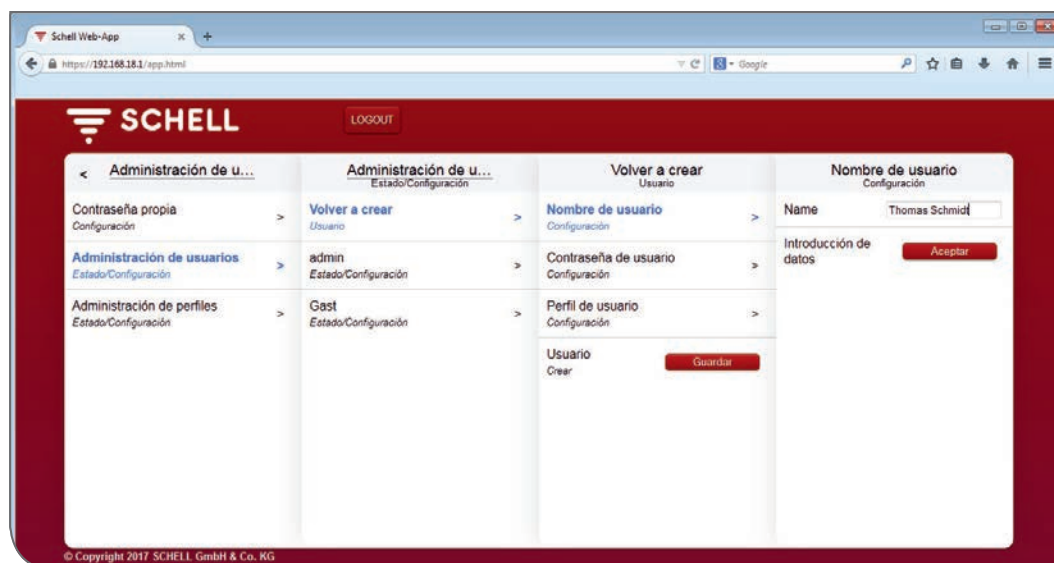 Schell Web-App
https://192.168.18.1/app.html
Google
SCHELL
LOGOUT
< Administración de u...
Contraseña propia >
Configuración
Administración de usuarios >
Estado/Configuración
Administración de perfiles >
Estado/Configuración
Administración de u...
Estado/Configuración
Volver a crear >
Usuario
admin >
Estado/Configuración
Gast >
Estado/Configuración
Volver a crear
Usuario
Nombre de usuario >
Configuración
Contraseña de usuario >
Configuración
Perfil de usuario >
Configuración
Usuario Guardar
Crear
Nombre de usuario
Configuración
Name Thomas Schmidt
Introducción de
datos Aceptar
© Copyright 2017 SCHELL GmbH & Co. KG